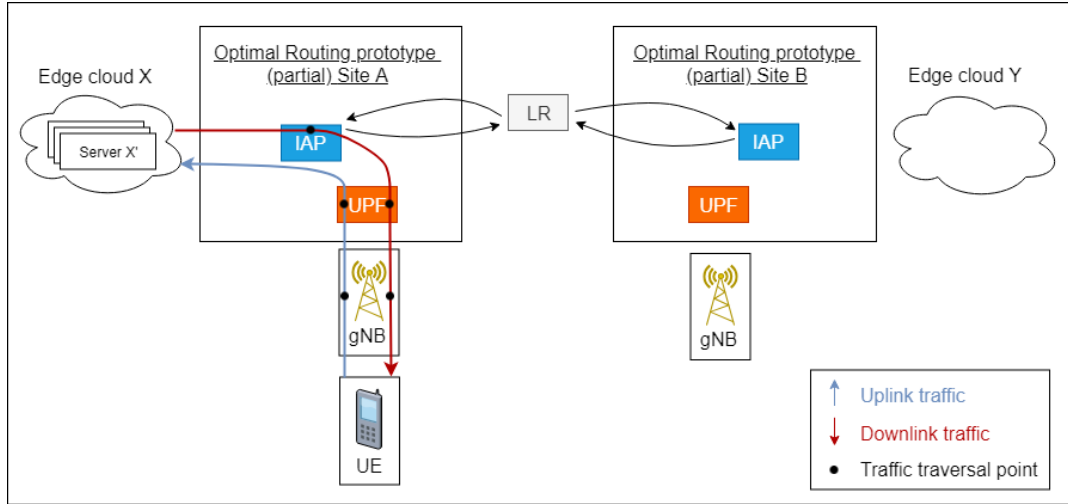 Edge cloud X
Server X'
Optimal Routing prototype
(partial) Site A
IAP
UPF
gNB
UE
LR
Optimal Routing prototype
(partial) Site B
IAP
UPF
gNB
Edge cloud Y
Uplink traffic
Downlink traffic
Traffic traversal point